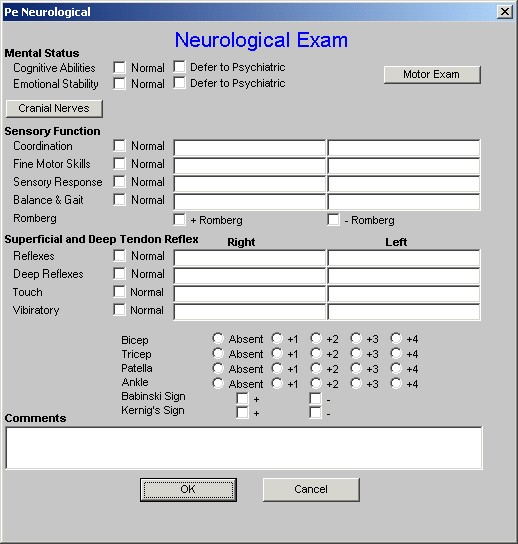 Pe Neurological
Neurological Exam
Mental Status
Cognitive Abilities Normal Defer to Psychiatric
Motor Exam
Emotional Stability Normal Defer to Psychiatric
Cranial Nerves
Sensory Function
Coordination Normal
Fine Motor Skills Normal
Sensory Response Normal
Balance & Gait Normal
Romberg + Romberg - Romberg
Superficial and Deep Tendon Reflex Right Left
Reflexes Normal
Deep Reflexes Normal
Touch Normal
Vibiratory Normal
Bicep Absent +1 +2 +3 +4
Tricep Absent +1 +2 +3 +4
Patella Absent +1 +2 +3 +4
Ankle Absent +1 +2 +3 +4
Babinski Sign + -
Kernig's Sign + -
Comments
OK Cancel